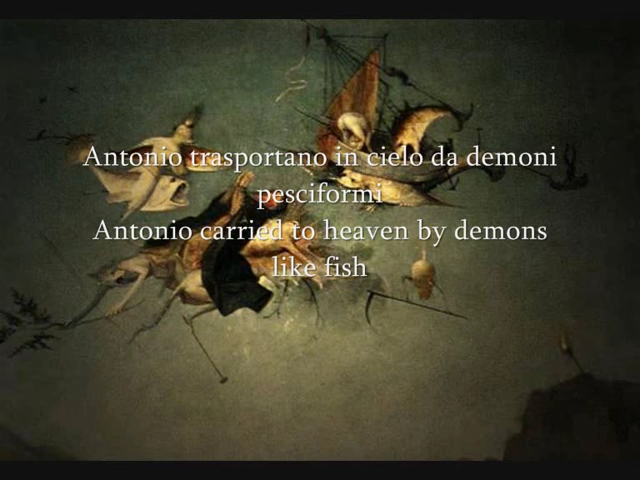 Antonio trasportano in cielo da demoni
pesciformi
Antonio carried to heaven by demons
like fish